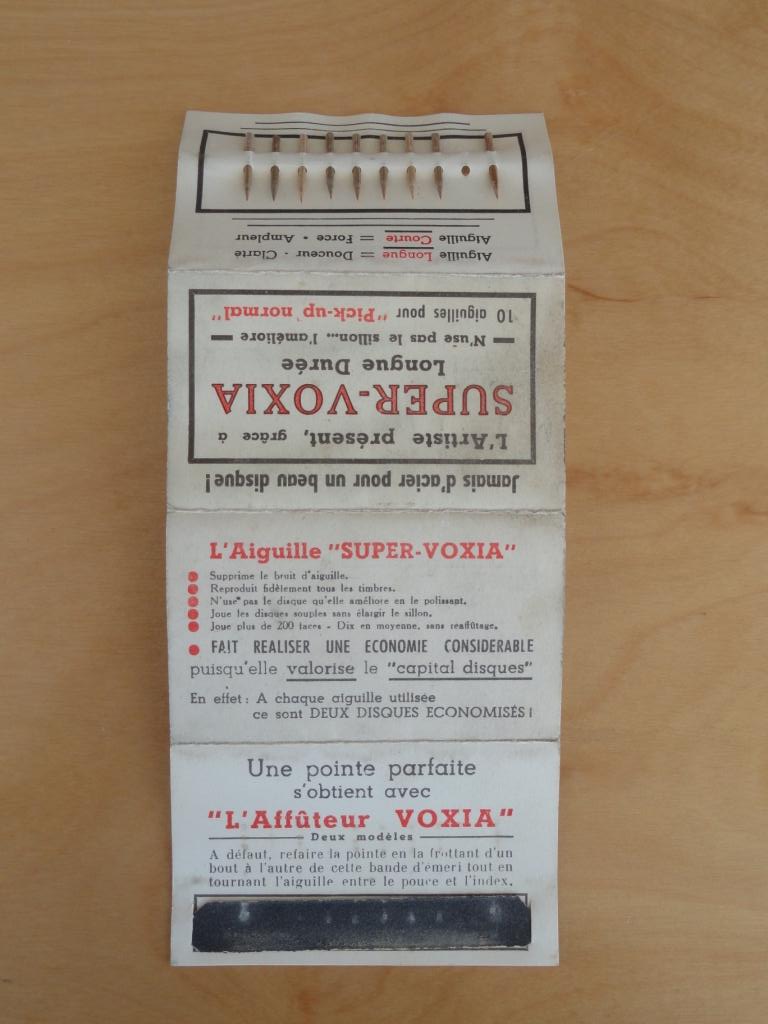 Jamais d'acier pour un beau disque!
L'Artiste présent, grâce à
SUPER-VOXIA
Longue Durée
— N'use pas le sillon... l'améliore —
10 aiguilles pour "Pick-up normal"
Aiguille Longue = Douceur - Clarté
Aiguille Courte = Force - Ampleur
L'Aiguille "SUPER-VOXIA"
Supprime le bruit d'aiguille.
Reproduit fidèlement tous les timbres.
N'use pas le disque qu'elle améliore en le polissant.
Joue les disques souples sans élargir le sillon.
Joue plus de 200 faces - Dix en moyenne, sans réaffûtage.
FAIT REALISER UNE ECONOMIE CONSIDERABLE
puisqu'elle valorise le "capital disques"
En effet : A chaque aiguille utilisée
ce sont DEUX DISQUES ECONOMISÉS !
Une pointe parfaite
s'obtient avec
"L'Affûteur VOXIA"
Deux modèles
A défaut, refaire la pointe en la frottant d'un
bout à l'autre de cette bande d'émeri tout en
tournant l'aiguille entre le pouce et l'index.